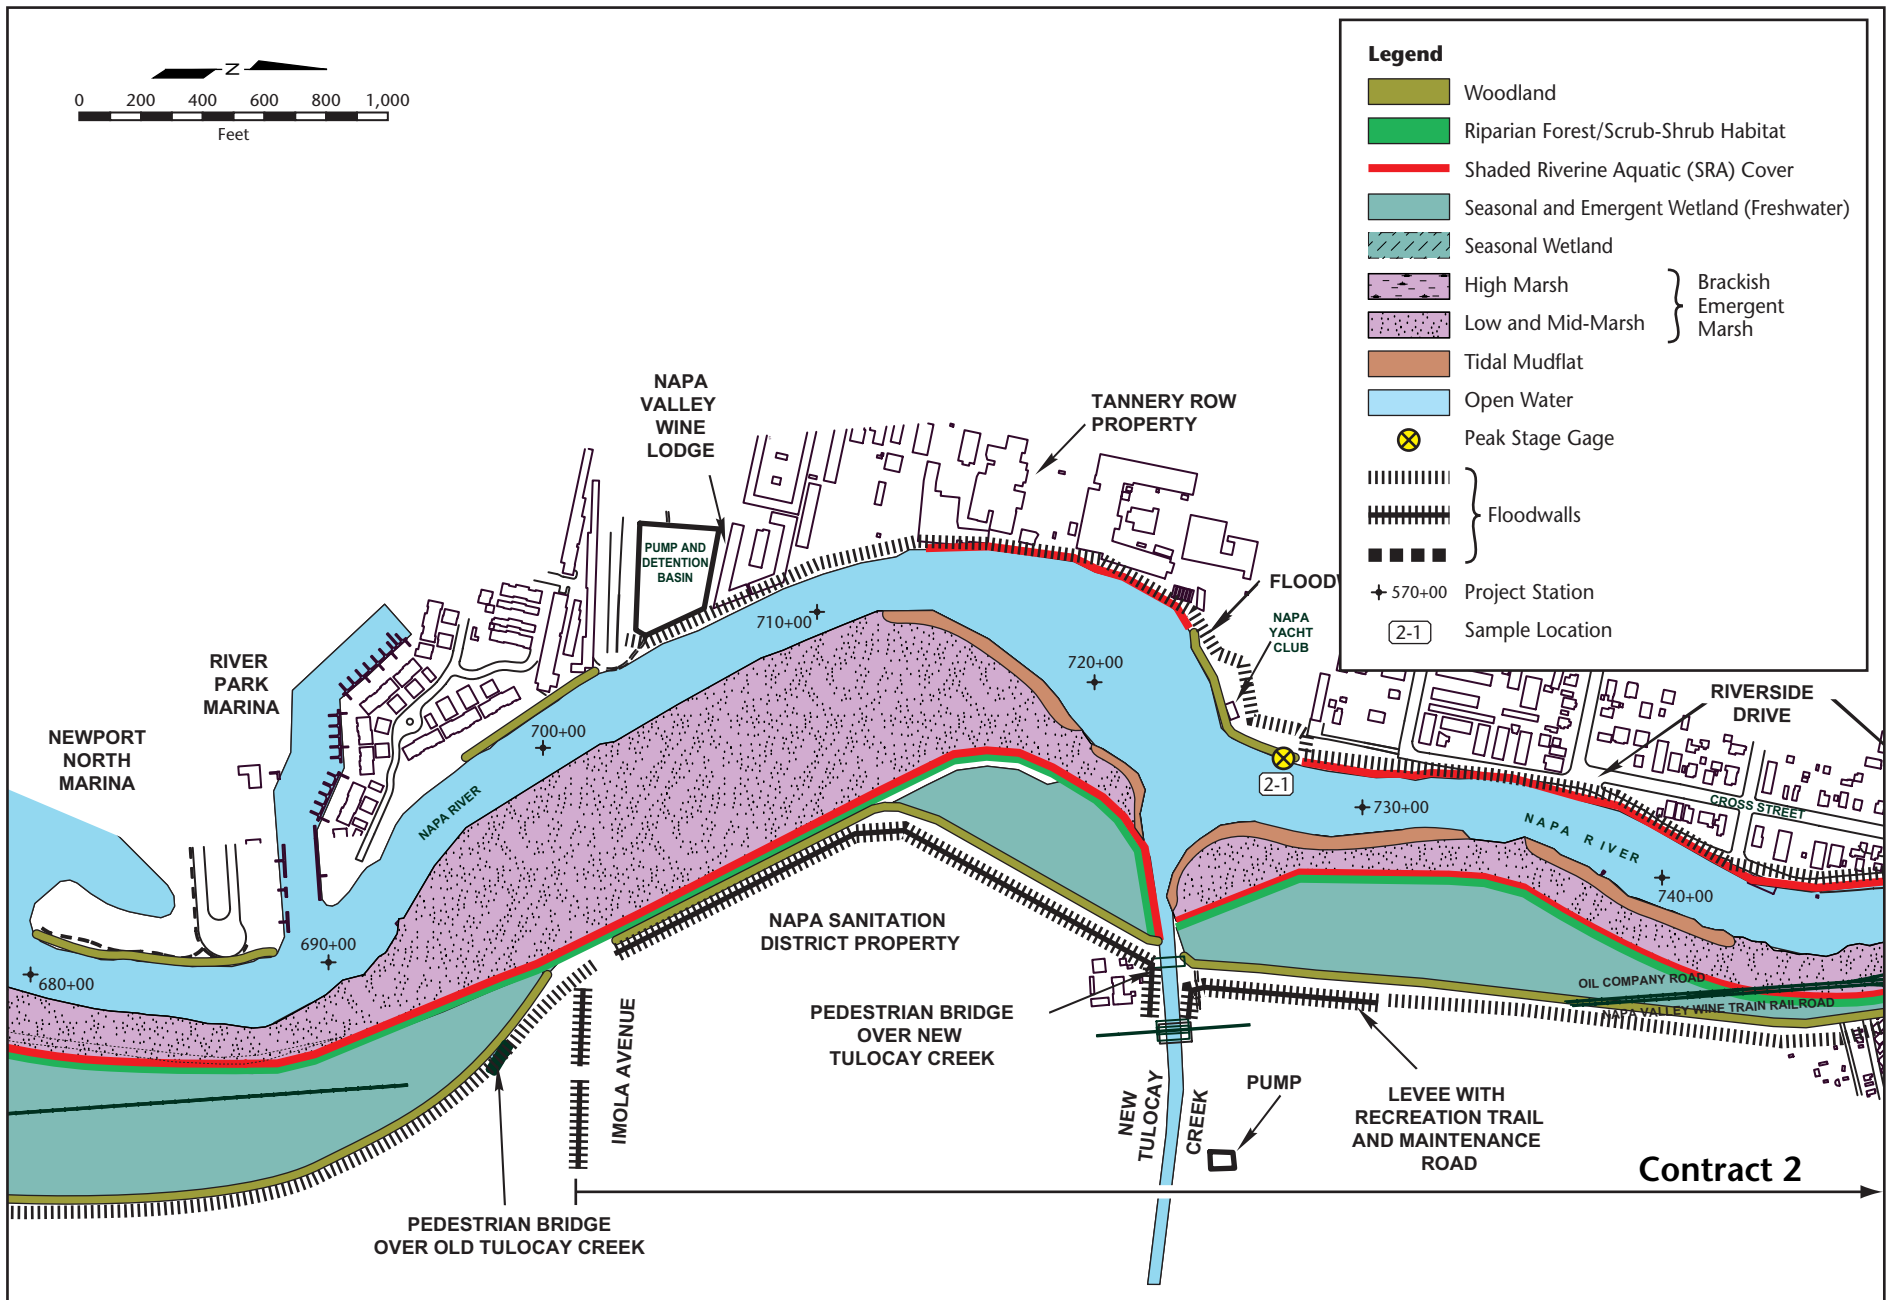 N
0 200 400 600 800 1,000
Feet
Legend
Woodland
Riparian Forest/Scrub-Shrub Habitat
Shaded Riverine Aquatic (SRA) Cover
Seasonal and Emergent Wetland (Freshwater)
Seasonal Wetland
High Marsh
Low and Mid-Marsh
Brackish
Emergent
Marsh
Tidal Mudflat
Open Water
Peak Stage Gage
Floodwalls
570+00 Project Station
2-1 Sample Location
NAPA
VALLEY
WINE
LODGE
TANNERY ROW
PROPERTY
PUMP AND
DETENTION
BASIN
FLOODW
NAPA
YACHT
CLUB
RIVER
PARK
MARINA
NEWPORT
NORTH
MARINA
710+00
720+00
700+00
730+00
740+00
690+00
680+00
2-1
RIVERSIDE
DRIVE
CROSS STREET
NAPA RIVER
NAPA RIVER
NAPA SANITATION
DISTRICT PROPERTY
OIL COMPANY ROAD
NAPA VALLEY WINE TRAIN RAILROAD
IMOLA AVENUE
PEDESTRIAN BRIDGE
OVER NEW
TULOCAY CREEK
NEW
TULOCAY
CREEK
PUMP
LEVEE WITH
RECREATION TRAIL
AND MAINTENANCE
ROAD
Contract 2
PEDESTRIAN BRIDGE
OVER OLD TULOCAY CREEK